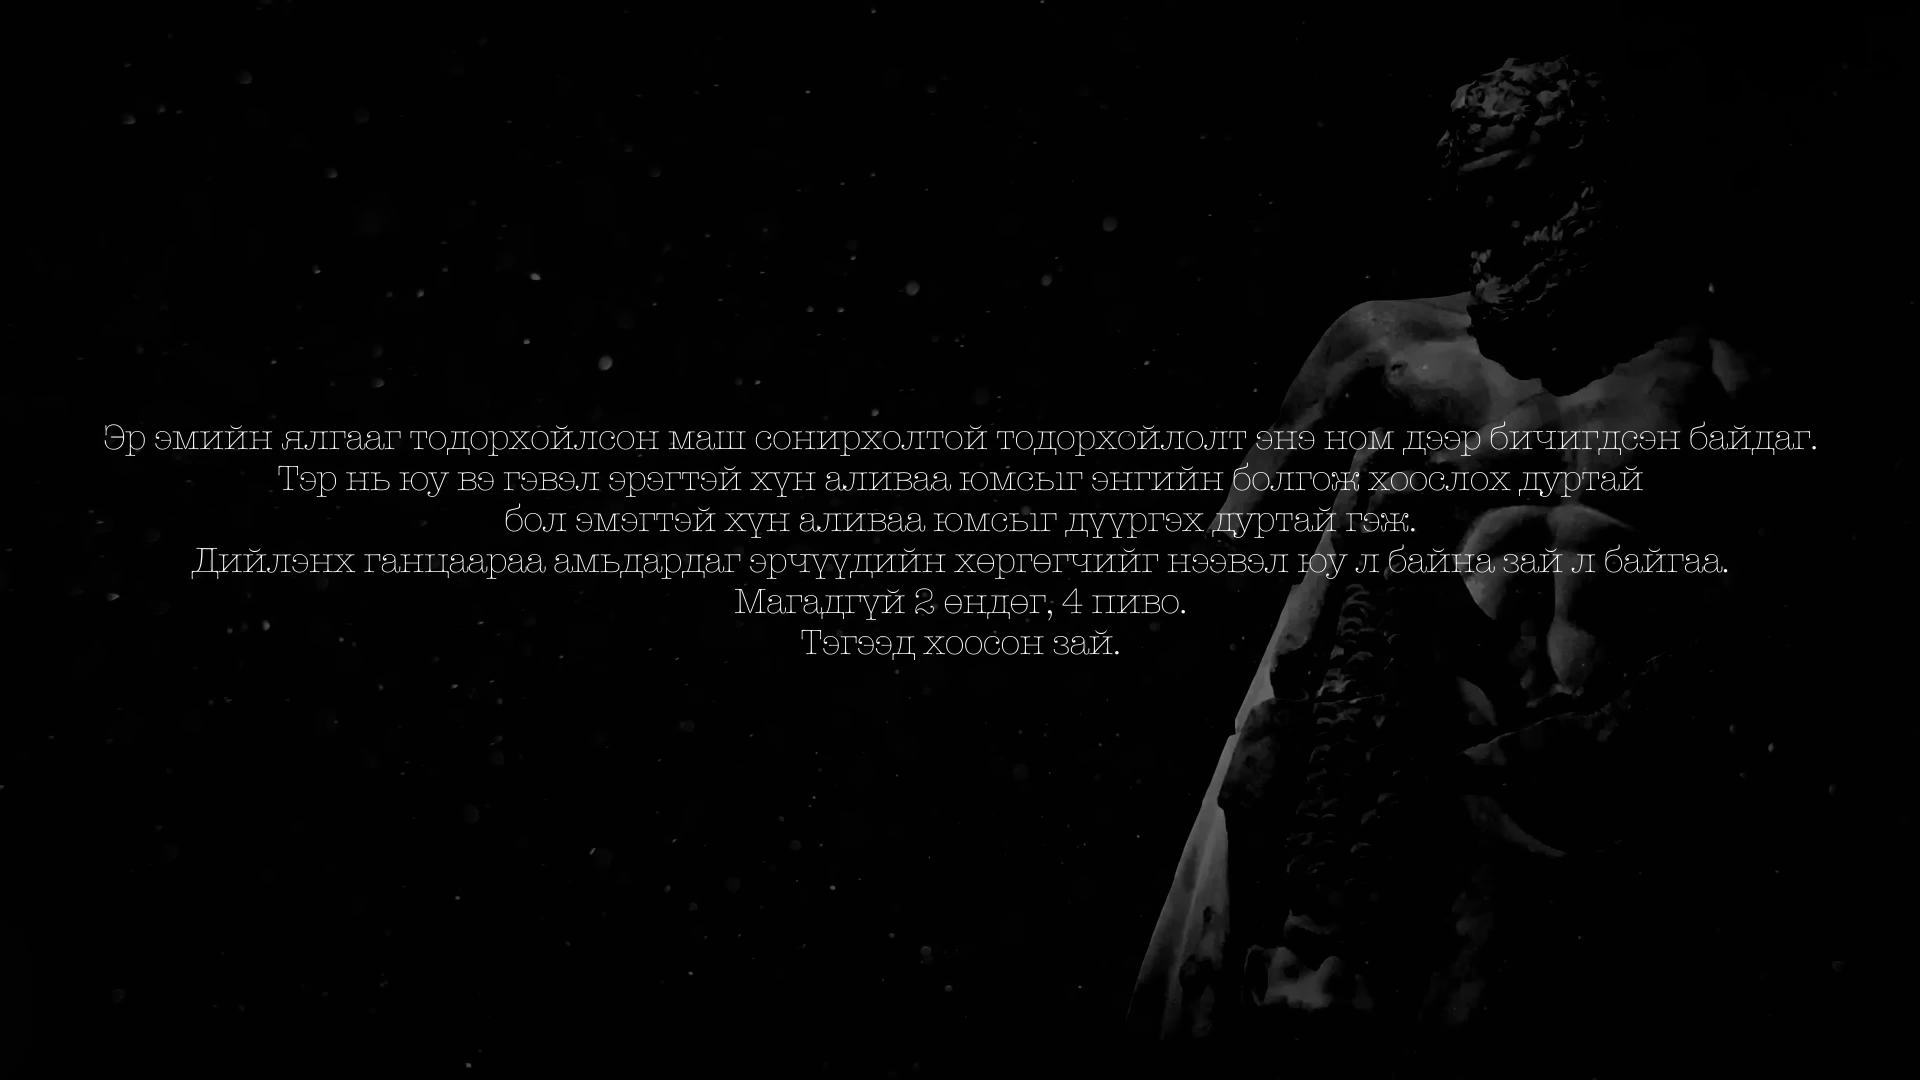 Эр эмийн ялгааг тодорхойлсон маш сонирхолтой тодорхойлолт энэ ном дээр бичигдсэн байдаг.
Тэр нь юу вэ гэвэл эрэгтэй хүн аливаа юмсыг энгийн болгож хоослох дуртай
бол эмэгтэй хүн аливаа юмсыг дүүргэх дуртай гэж.
Дийлэнх ганцаараа амьдардаг эрчүүдийн хөргөгчийг нээвэл юу л байна зай л байгаа.
Магадгүй 2 өндөг, 4 пиво.
Тэгээд хоосон зай.